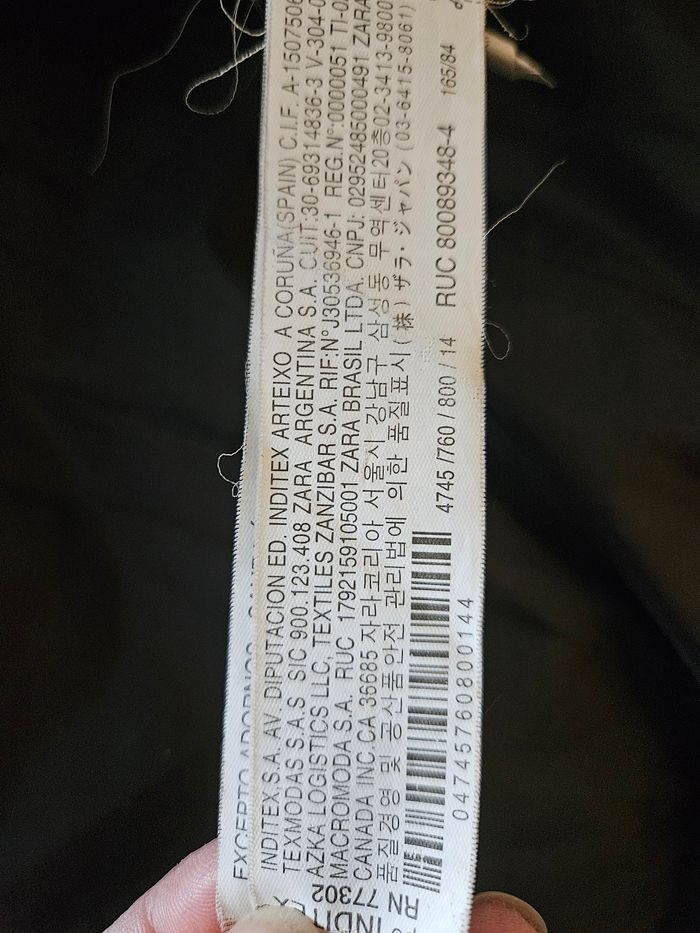 EXCEPTO ADORNOS
INDITEX,S.A. AV. DIPUTACION ED. INDITEX ARTEIXO A CORUÑA(SPAIN) C.I.F. A-1507506
TEXMODAS S.A.S SIC 900.123.408 ZARA ARGENTINA S.A. CUIT:30-69314836-3 V-304-0
AZKA LOGISTICS LLC, TEXTILES ZANZIBAR S.A. RIF:N°J30536946-1 REG.N°:0000051 TI-0
MACROMODA S.A. RUC 1792159105001 ZARA BRASIL LTDA. CNPJ: 02952485000491 ZARA
CANADA INC.CA 36685 자라코리아 서울시 강남구 삼성동 무역센터20층02-3413-9800
품질경영 및 공산품안전 관리법에 의한 품질표시 (株) ザラ・ジャパン (03-6415-8061)
4745 /760 / 800 / 14 RUC 80089348-4 165/84
04745760800144
INDITEX
RN 77302